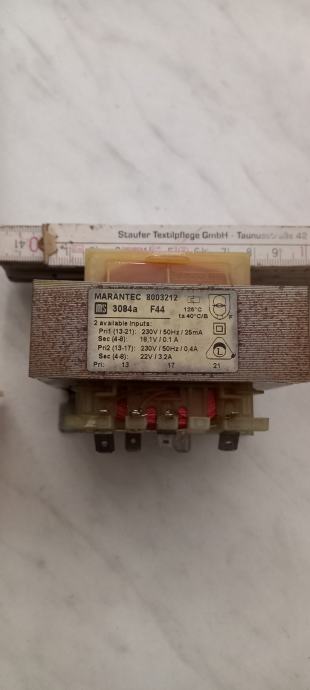 Staufer Textilpflege GmbH - Taunusstraße 42
MARANTEC 8003212
3084a F44 126°C
ta 40°C/B F
2 available inputs:
Pri1 (13-21): 230V / 50Hz / 25mA
Sec (4-8): 18,1V / 0.1 A
Pri2 (13-17): 230V / 50Hz / 0,4A
Sec (4-8): 22V / 3.2A
Pri: 13 17 21